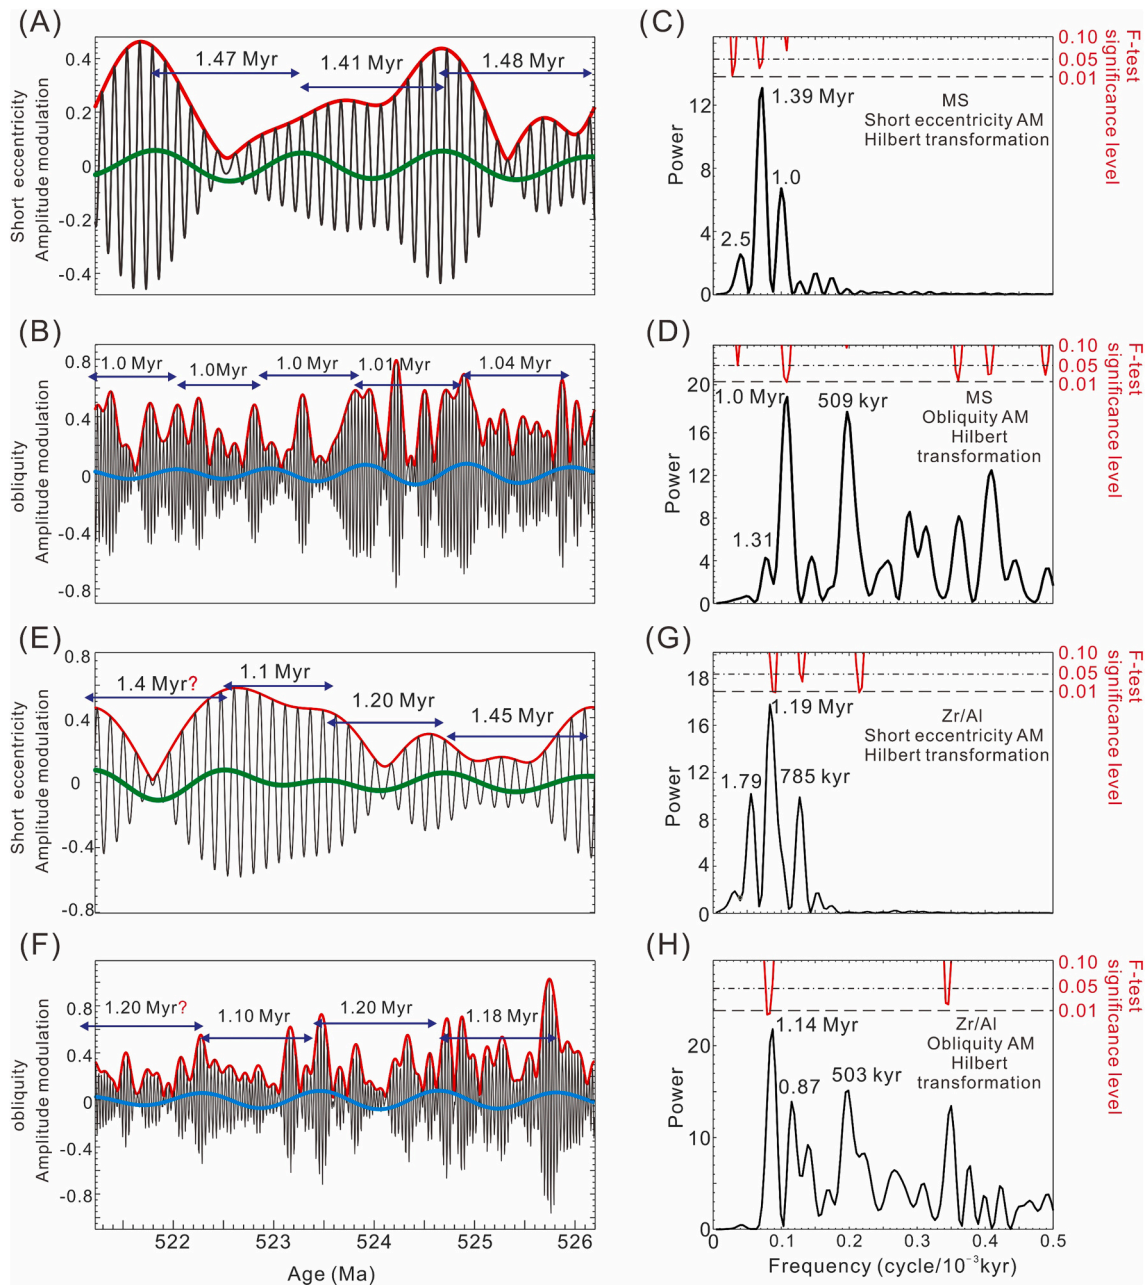 (A)
0.4
0.2
0
-0.2
-0.4
Short eccentricity
Amplitude modulation
1.47 Myr
1.41 Myr
1.48 Myr
(C)
12
8
4
0
Power
2.5
1.39 Myr
1.0
MS
Short eccentricity AM
Hilbert transformation
0.10
0.05
0.01
F-test
significance level
(B)
0.8
0.4
0
-0.4
-0.8
obliquity
Amplitude modulation
1.0 Myr
1.0Myr
1.0 Myr
1.01Myr
1.04 Myr
(D)
20
16
12
8
4
0
Power
1.0 Myr
1.31
509 kyr
MS
Obliquity AM
Hilbert
transformation
0.10
0.05
0.01
F-test
significance level
(E)
0.8
0.4
0
-0.4
-0.8
Short eccentricity
Amplitude modulation
1.4 Myr?
1.1 Myr
1.20 Myr
1.45 Myr
(G)
18
16
12
8
4
0
Power
1.79
1.19 Myr
785 kyr
Zr/Al
Short eccentricity AM
Hilbert transformation
0.10
0.05
0.01
F-test
significance level
(F)
0.8
0.4
0
-0.4
-0.8
obliquity
Amplitude modulation
1.20 Myr?
1.10 Myr
1.20 Myr
1.18 Myr
522
523
524
525
526
Age (Ma)
(H)
20
10
0
Power
1.14 Myr
0.87
503 kyr
Zr/Al
Obliquity AM
Hilbert
transformation
0.10
0.05
0.01
F-test
significance level
0
0.1
0.2
0.3
0.4
0.5
Frequency (cycle/10⁻³kyr)